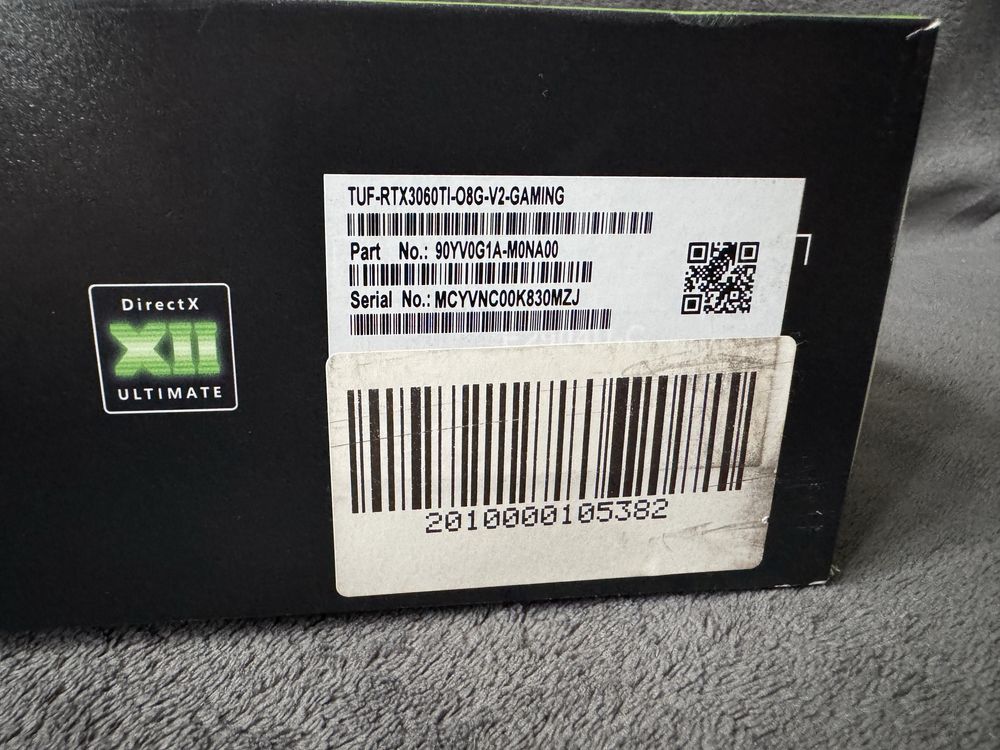 TUF-RTX3060TI-O8G-V2-GAMING
Part No.: 90YV0G1A-M0NA00
Serial No.: MCYVNC00K830MZJ
DirectX
XII
ULTIMATE
2010000105382